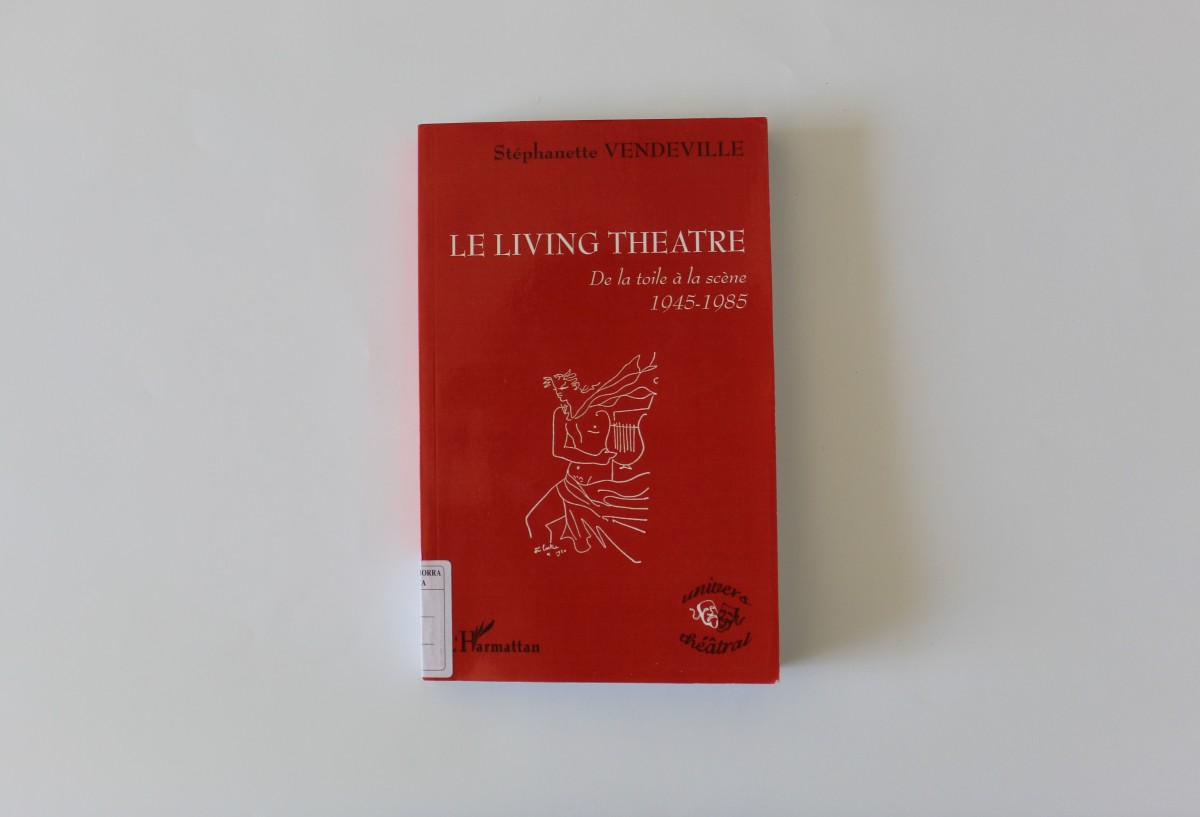 Stéphanette VENDEVILLE
LE LIVING THEATRE
De la toile à la scène
1945-1985
univers
théâtral
L'Harmattan